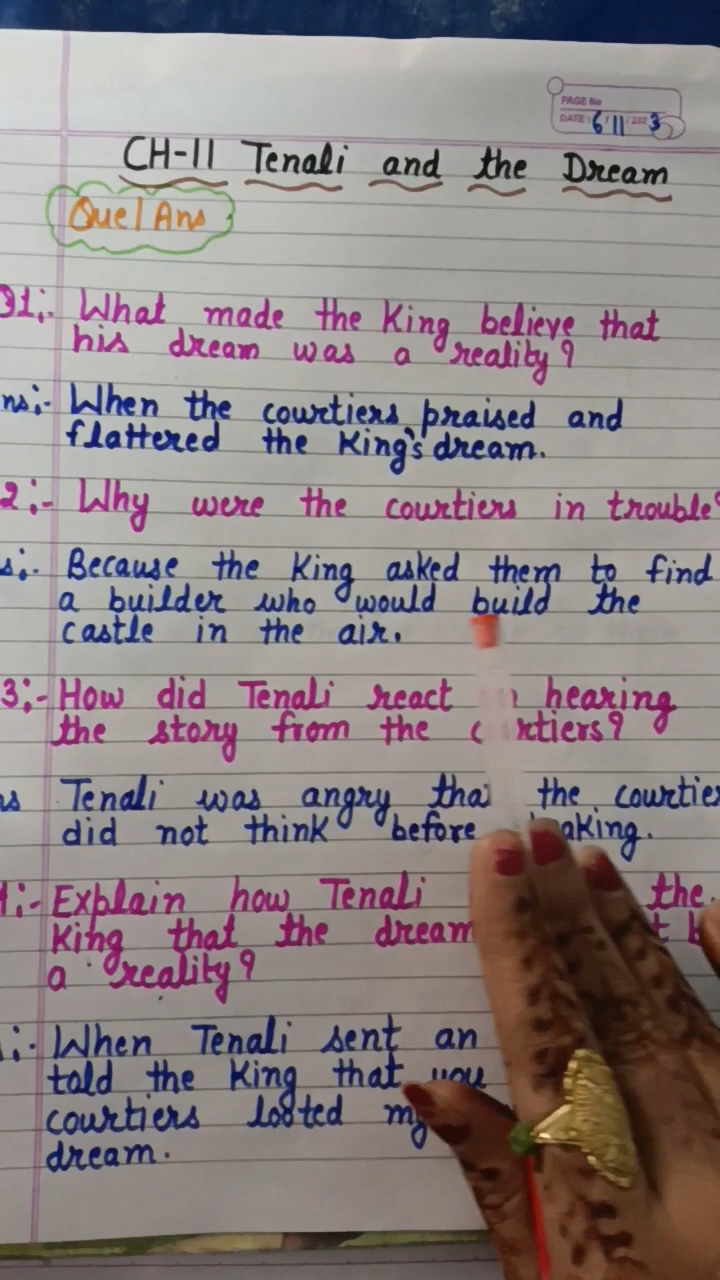 PAGE No
DATE: 6/11/2023
CH-11 Tenali and the Dream
Que/Ans
Q1:- What made the King believe that
his dream was a reality?
ns:- When the courtiers praised and
flattered the King's dream.
2:- Why were the courtiers in trouble?
s:- Because the King asked them to find
a builder who would build the
castle in the air.
3:- How did Tenali react hearing
the story from the
ns Tenali was angry the courtie
did not think before
:- Explain how Tenali the
King that the dream
a reality?
:- When Tenali sent an
told the King that you
courtiers looted my
dream.